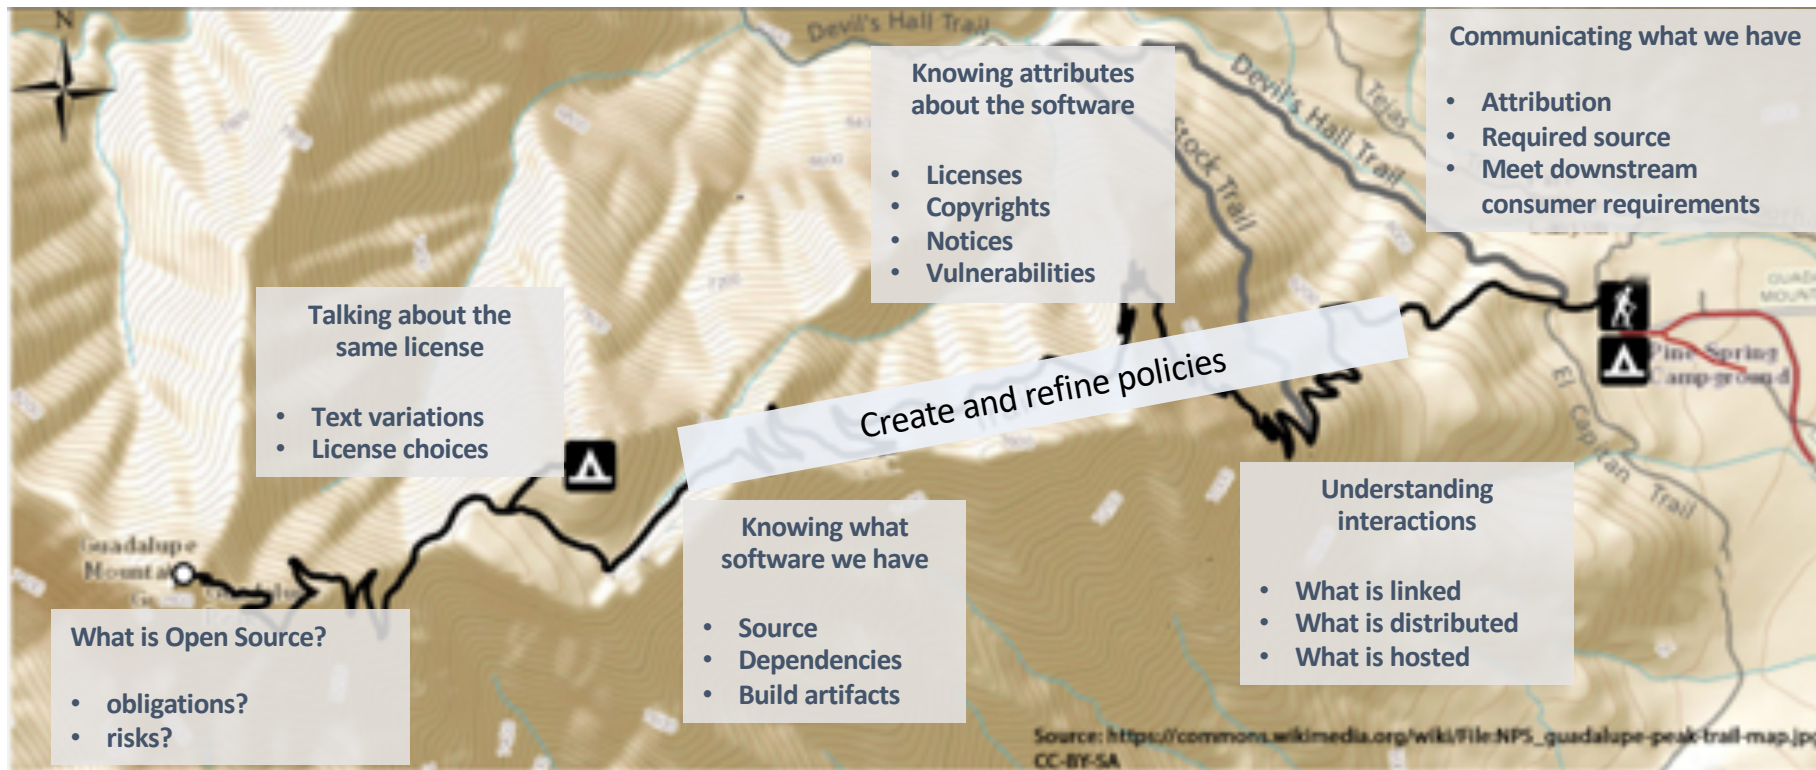 N
Devil's Hall Trail
Communicating what we have
• Attribution
• Required source
• Meet downstream
consumer requirements
Knowing attributes
about the software
• Licenses
• Copyrights
• Notices
• Vulnerabilities
Devil's Hall Trail
Tejas
Stock Trail
Talking about the
same license
• Text variations
• License choices
Create and refine policies
Pine Spring
Campground
El Capitan Trail
Guadalupe
Knowing what
software we have
• Source
• Dependencies
• Build artifacts
Understanding
interactions
• What is linked
• What is distributed
• What is hosted
What is Open Source?
• obligations?
• risks?
Source: https://commons.wikimedia.org/wiki/File:NPS_guadalupe-peak-trail-map.jpg
CC-BY-SA